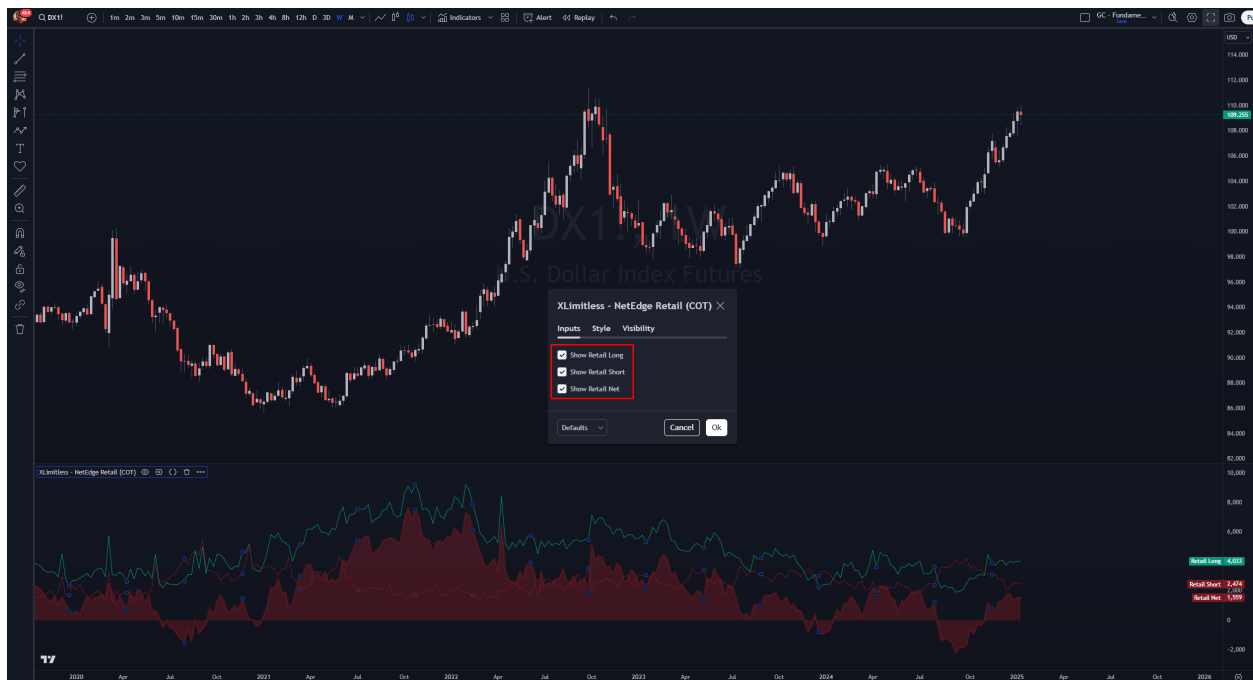 464
DX1!
1m 2m 3m 5m 10m 15m 30m 1h 2h 3h 4h 8h 12h D 3D W M
Indicators
Alert
Replay
GC - Fundame...
Save
Pu
USD
114.000
112.000
110.000
109.255
108.000
106.000
104.000
102.000
100.000
98.000
96.000
94.000
92.000
90.000
88.000
86.000
84.000
82.000
DX1!, 1W
U.S. Dollar Index Futures
XLimitless - NetEdge Retail (COT)
Inputs Style Visibility
Show Retail Long
Show Retail Short
Show Retail Net
Defaults
Cancel
Ok
XLimitless - NetEdge Retail (COT)
10,000
8,000
6,000
Retail Long 4,033
Retail Short 2,474
2,000
Retail Net 1,559
0
-2,000
2020 Apr Jul Oct 2021 Apr Jul Oct 2022 Apr Jul Oct 2023 Apr Jul Oct 2024 Apr Jul Oct 2025 Apr Jul Oct 2026